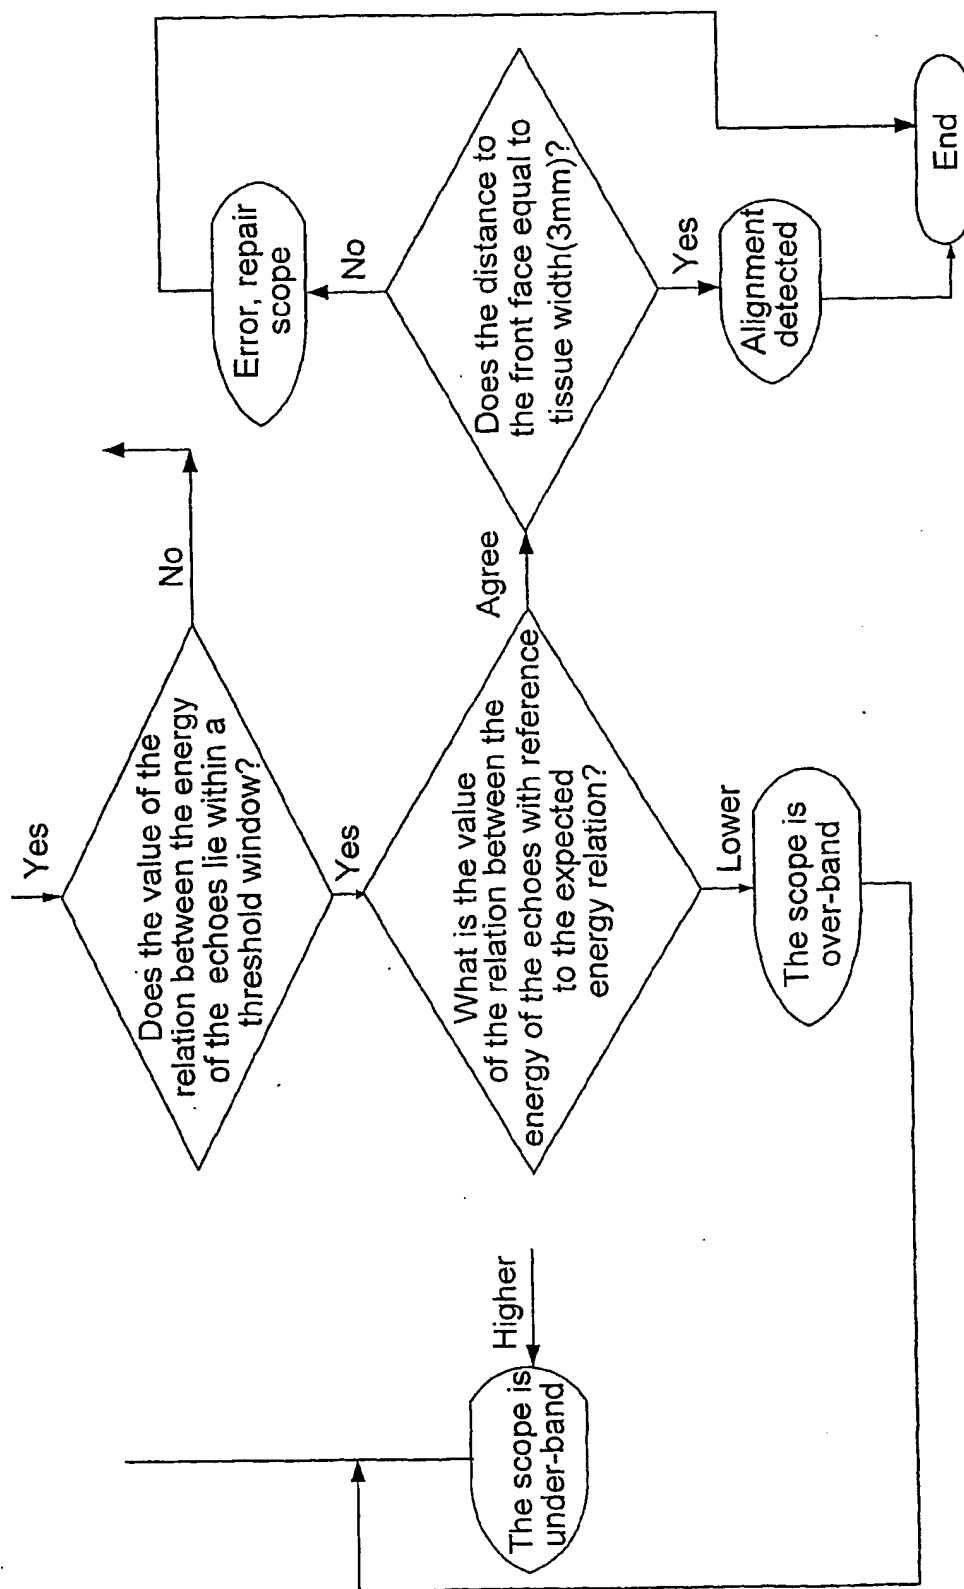 Yes
Does the value of the
relation between the energy
of the echoes lie within a
threshold window?
No
Yes
What is the value
of the relation between the
energy of the echoes with reference
to the expected
energy relation?
Higher
The scope is
under-band
Agree
Lower
The scope is
over-band
Does the distance to
the front face equal to
tissue width(3mm)?
No
Error, repair
scope
Yes
Alignment
detected
End